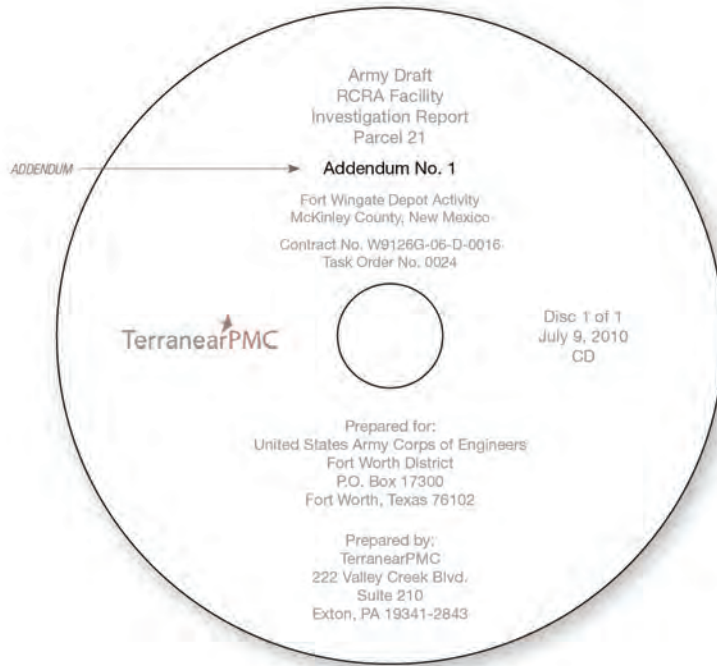 Army Draft
RCRA Facility
Investigation Report
Parcel 21
ADDENDUM
Addendum No. 1
Fort Wingate Depot Activity
McKinley County, New Mexico
Contract No. W9126G-06-D-0016
Task Order No. 0024
TerranearPMC
Disc 1 of 1
July 9, 2010
CD
Prepared for:
United States Army Corps of Engineers
Fort Worth District
P.O. Box 17300
Fort Worth, Texas 76102
Prepared by:
TerranearPMC
222 Valley Creek Blvd.
Suite 210
Exton, PA 19341-2843